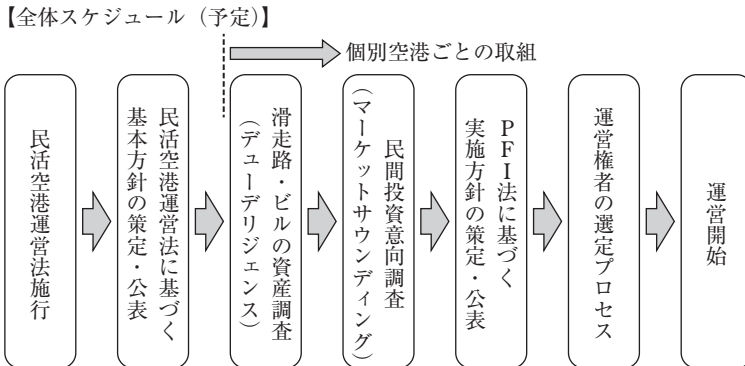 【全体スケジュール（予定）】
個別空港ごとの取組
民活空港運営法施行
民活空港運営法に基づく
基本方針の策定・公表
滑走路・ビルの資産調査
（デューデリジェンス）
民間投資意向調査
（マーケットサウンディング）
ＰＦＩ法に基づく
実施方針の策定・公表
運営権者の選定プロセス
運営開始